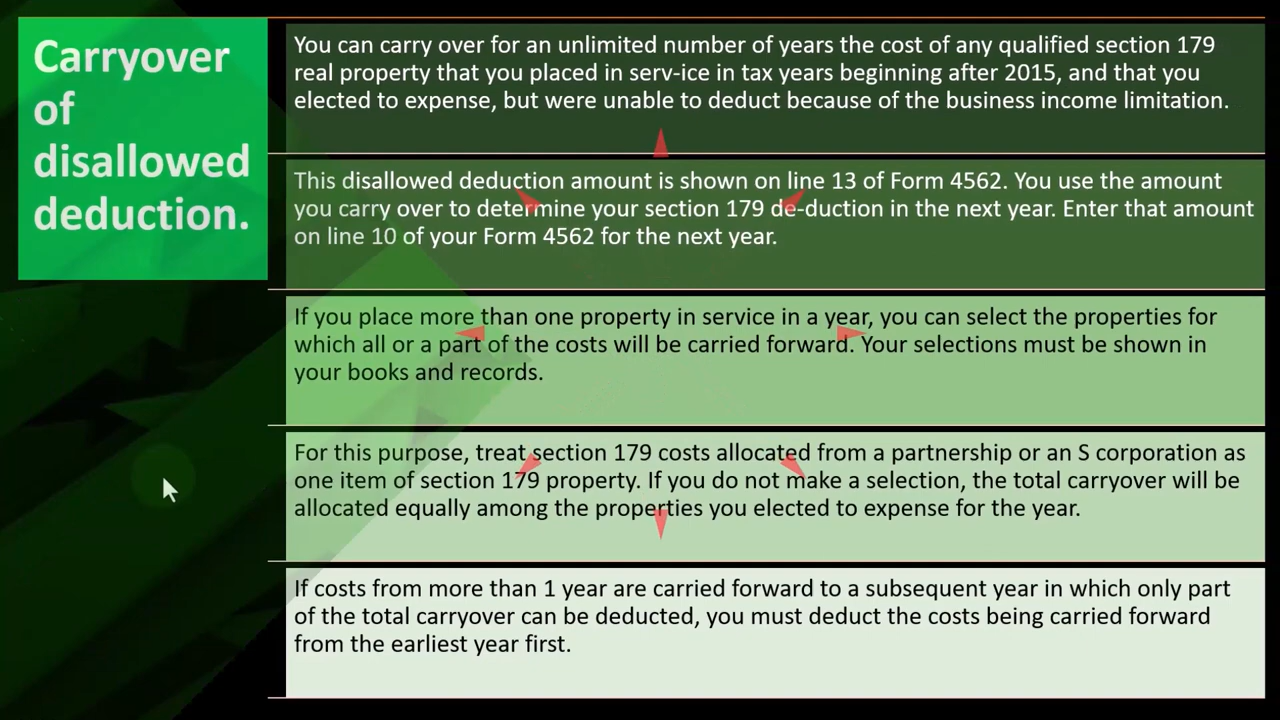 Carryover
of
disallowed
deduction.
You can carry over for an unlimited number of years the cost of any qualified section 179
real property that you placed in serv-ice in tax years beginning after 2015, and that you
elected to expense, but were unable to deduct because of the business income limitation.
This disallowed deduction amount is shown on line 13 of Form 4562. You use the amount
you carry over to determine your section 179 de-duction in the next year. Enter that amount
on line 10 of your Form 4562 for the next year.
If you place more than one property in service in a year, you can select the properties for
which all or a part of the costs will be carried forward. Your selections must be shown in
your books and records.
For this purpose, treat section 179 costs allocated from a partnership or an S corporation as
one item of section 179 property. If you do not make a selection, the total carryover will be
allocated equally among the properties you elected to expense for the year.
If costs from more than 1 year are carried forward to a subsequent year in which only part
of the total carryover can be deducted, you must deduct the costs being carried forward
from the earliest year first.